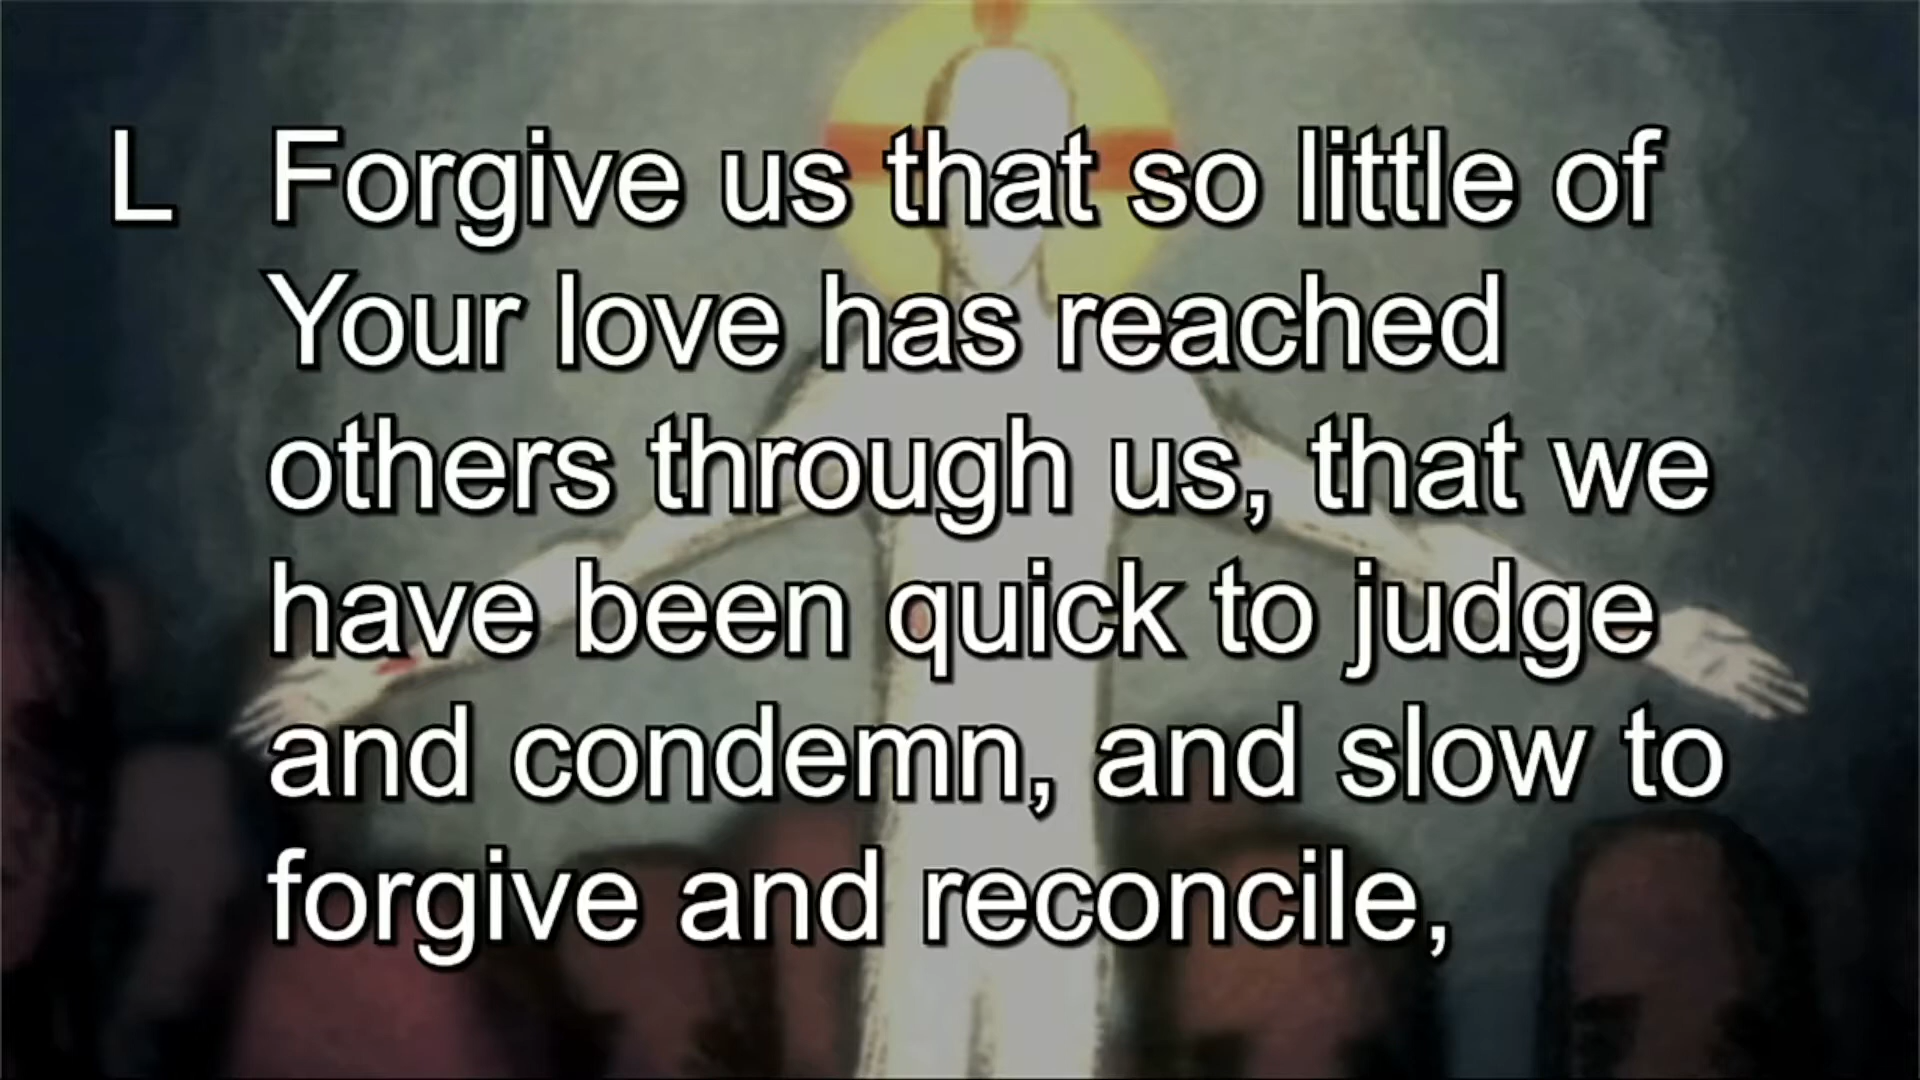 L Forgive us that so little of
Your love has reached
others through us, that we
have been quick to judge
and condemn, and slow to
forgive and reconcile,